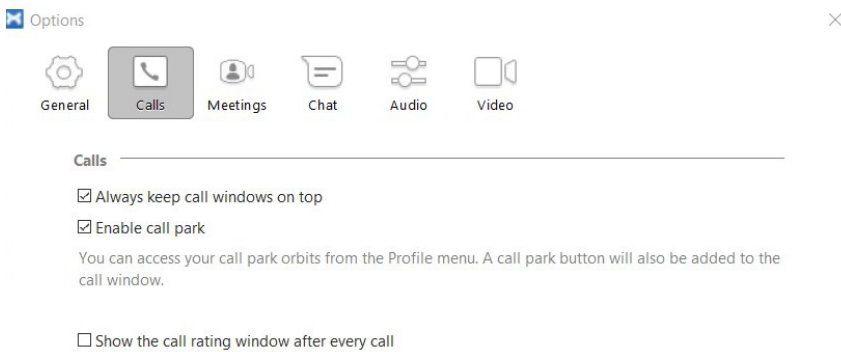 Options
General Calls Meetings Chat Audio Video
Calls
Always keep call windows on top
Enable call park
You can access your call park orbits from the Profile menu. A call park button will also be added to the
call window.
Show the call rating window after every call